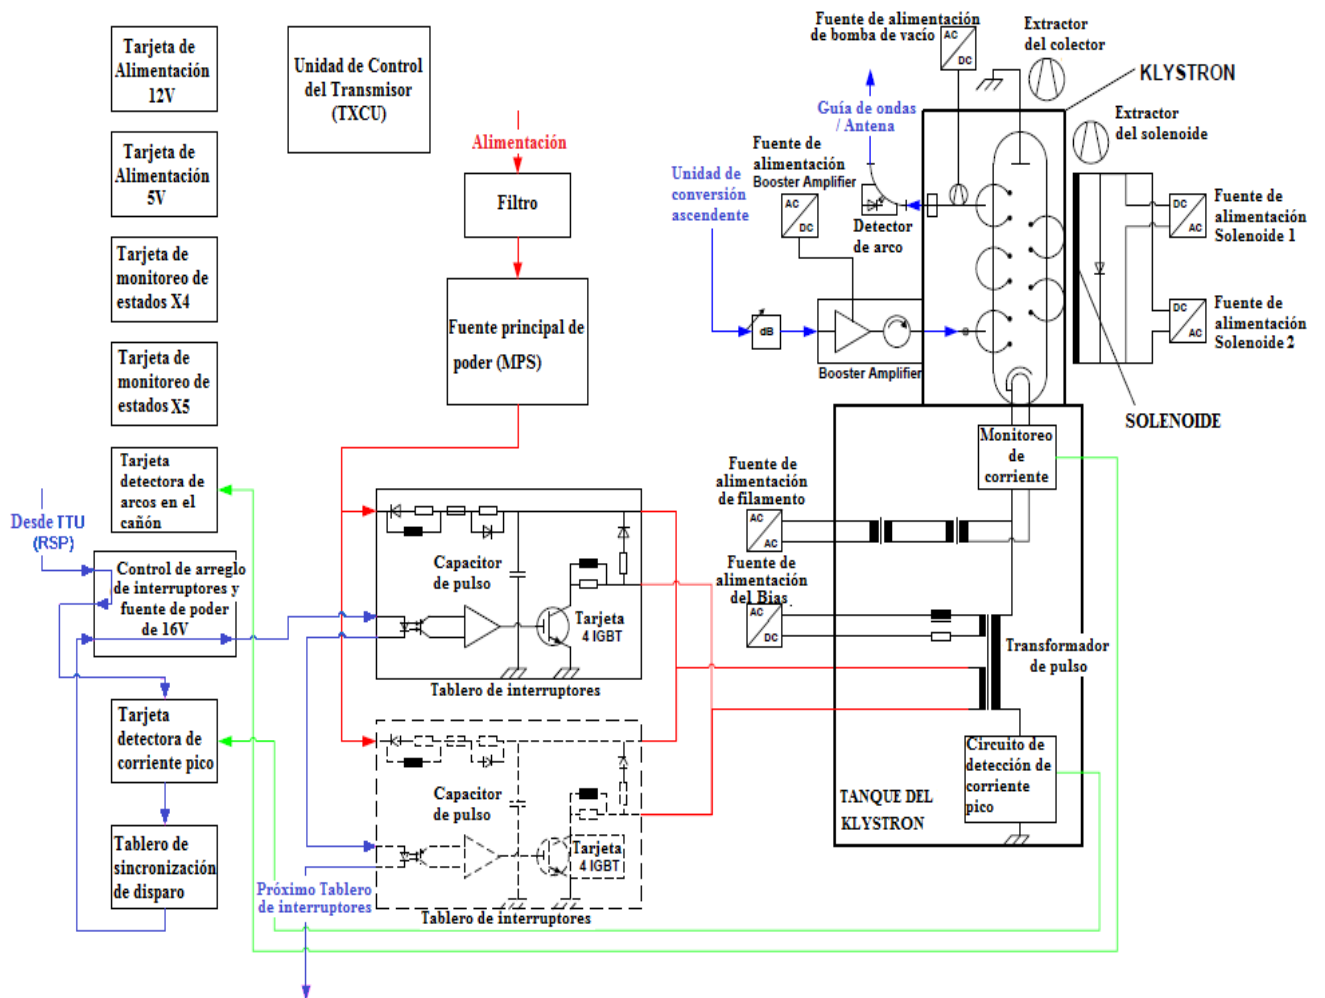 Tarjeta de
Alimentación
12V
Unidad de Control
del Transmisor
(TXCU)
Tarjeta de
Alimentación
5V
Tarjeta de
monitoreo de
estados X4
Tarjeta de
monitoreo de
estados X5
Tarjeta
detectora de
arcos en el
cañón
Desde TTU
(RSP)
Control de arreglo
de interruptores y
fuente de poder
de 16V
Tarjeta
detectora de
corriente pico
Tablero de
sincronización
de disparo
Alimentación
Filtro
Fuente principal de
poder (MPS)
Capacitor
de pulso
Tarjeta
4 IGBT
Tablero de interruptores
Capacitor
de pulso
Tarjeta
4 IGBT
Tablero de interruptores
Próximo Tablero
de interruptores
Fuente de alimentación
de bomba de vacío
AC
DC
Extractor
del colector
KLYSTRON
Guía de ondas
/ Antena
Extractor
del solenoide
Fuente de
alimentación
Booster Amplifier
AC
DC
Unidad de
conversión
ascendente
Detector
de arco
dB
Booster Amplifier
DC
AC
Fuente de
alimentación
Solenoide 1
DC
AC
Fuente de
alimentación
Solenoide 2
SOLENOIDE
Monitoreo
de
corriente
Fuente de
alimentación
de filamento
AC
AC
Fuente de
alimentación
del Bias
AC
DC
Transformador
de pulso
Circuito de
detección de
corriente
pico
TANQUE DEL
KLYSTRON